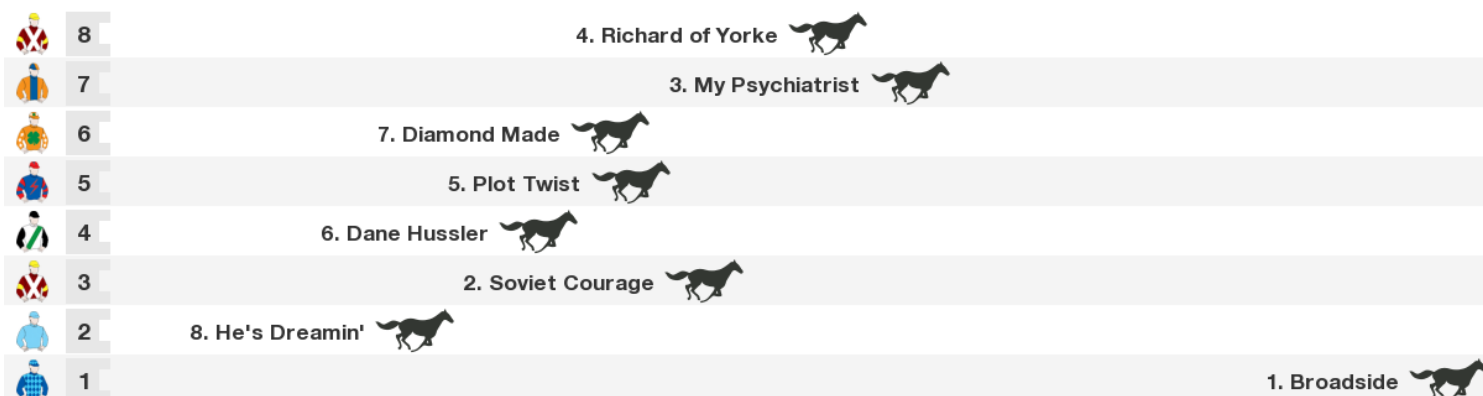 8 4. Richard of Yorke
7 3. My Psychiatrist
6 7. Diamond Made
5 5. Plot Twist
4 6. Dane Hussler
3 2. Soviet Courage
2 8. He's Dreamin'
1 1. Broadside